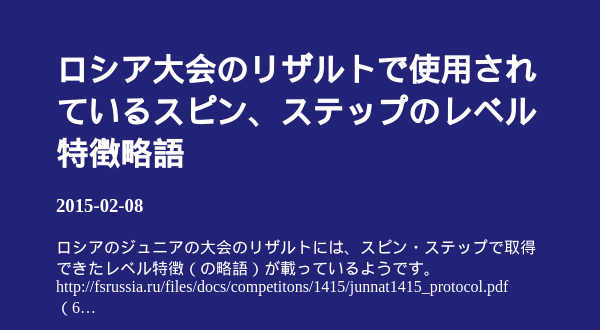 ロシア大会のリザルトで使用され
ているスピン、ステップのレベル
特徴略語
2015-02-08
ロシアのジュニアの大会のリザルトには、スピン・ステップで取得
できたレベル特徴（の略語）が載っているようです。
http://fsrussia.ru/files/docs/competitons/1415/junnat1415_protocol.pdf
（6…